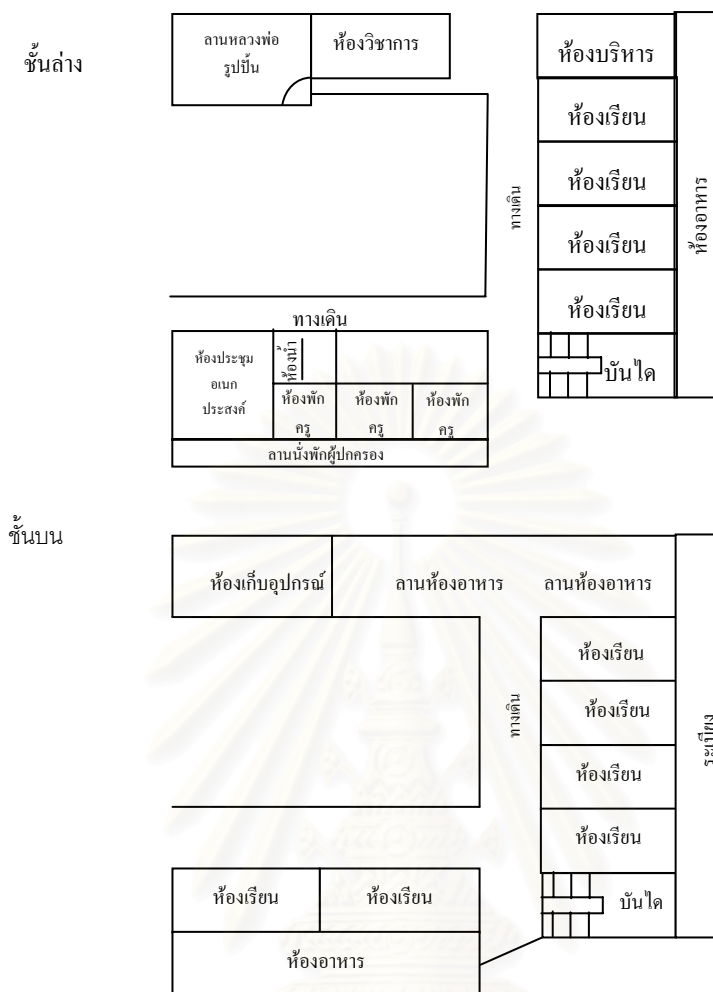 ชั้นล่าง
ลานหลวงพ่อ
รูปปั้น
ห้องวิชาการ
ห้องบริหาร
ห้องเรียน
ห้องเรียน
ห้องเรียน
ห้องเรียน
บันได
ทางเดิน
ห้องอาหาร
ทางเดิน
ห้องประชุม
อเนก
ประสงค์
ห้องน้ำ
ห้องพัก
ครู
ห้องพัก
ครู
ห้องพัก
ครู
ลานนั่งพักผู้ปกครอง
ชั้นบน
ห้องเก็บอุปกรณ์
ลานห้องอาหาร
ลานห้องอาหาร
ห้องเรียน
ห้องเรียน
ห้องเรียน
ห้องเรียน
บันได
ทางเดิน
ระเบียง
ห้องเรียน
ห้องเรียน
ห้องอาหาร